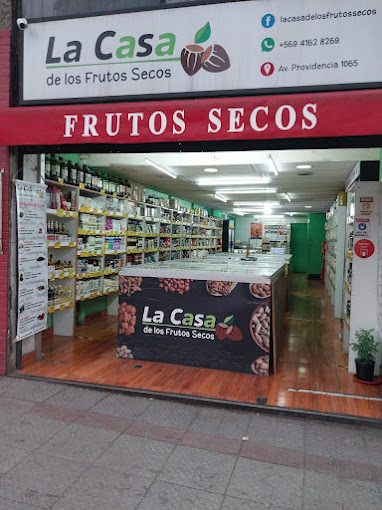 La Casa
de los Frutos Secos
lacasadelosfrutossecos
+569 4162 8269
Av. Providencia 1065
FRUTOS SECOS
La Casa
de los Frutos Secos